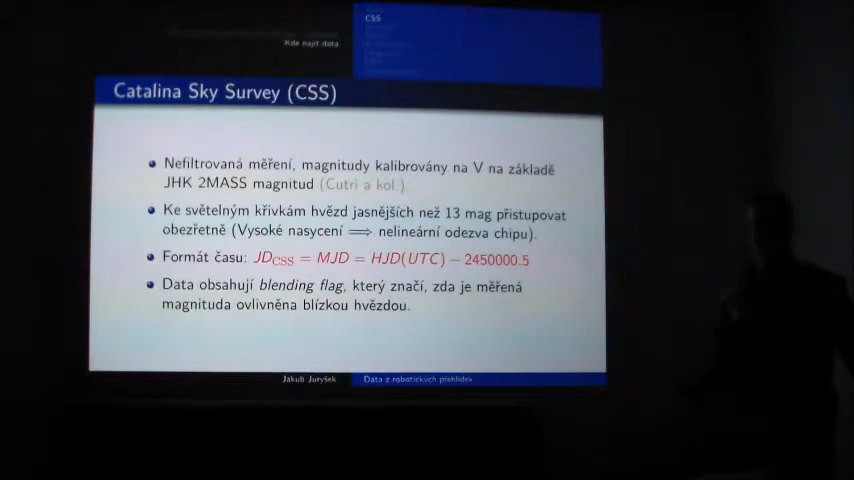 Kde najít data
CSS
Catalina Sky Survey (CSS)
Nefiltrovaná měření, magnitudy kalibrovány na V na základě
JHK 2MASS magnitud (Cutri a kol.).
Ke světelným křivkám hvězd jasnějších než 13 mag přistupovat
obezřetně (Vysoké nasycení ⟹ nelineární odezva chipu).
Formát času: JD_CSS = MJD = HJD(UTC) − 2450000.5
Data obsahují blending flag, který značí, zda je měřená
magnituda ovlivněna blízkou hvězdou.
Jakub Juryšek
Data z robotických přehlídek